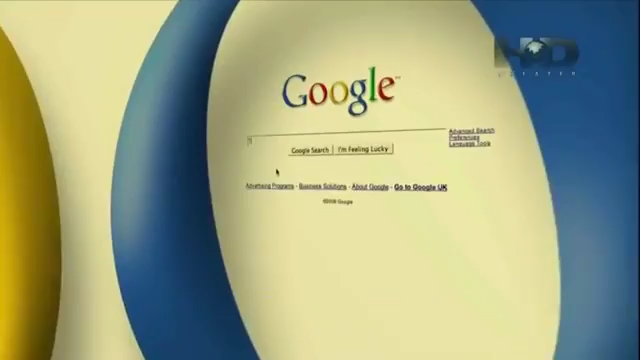 Google™
Advanced Search
Preferences
Language Tools
Google Search
I'm Feeling Lucky
Advertising Programs - Business Solutions - About Google - Go to Google UK
Google